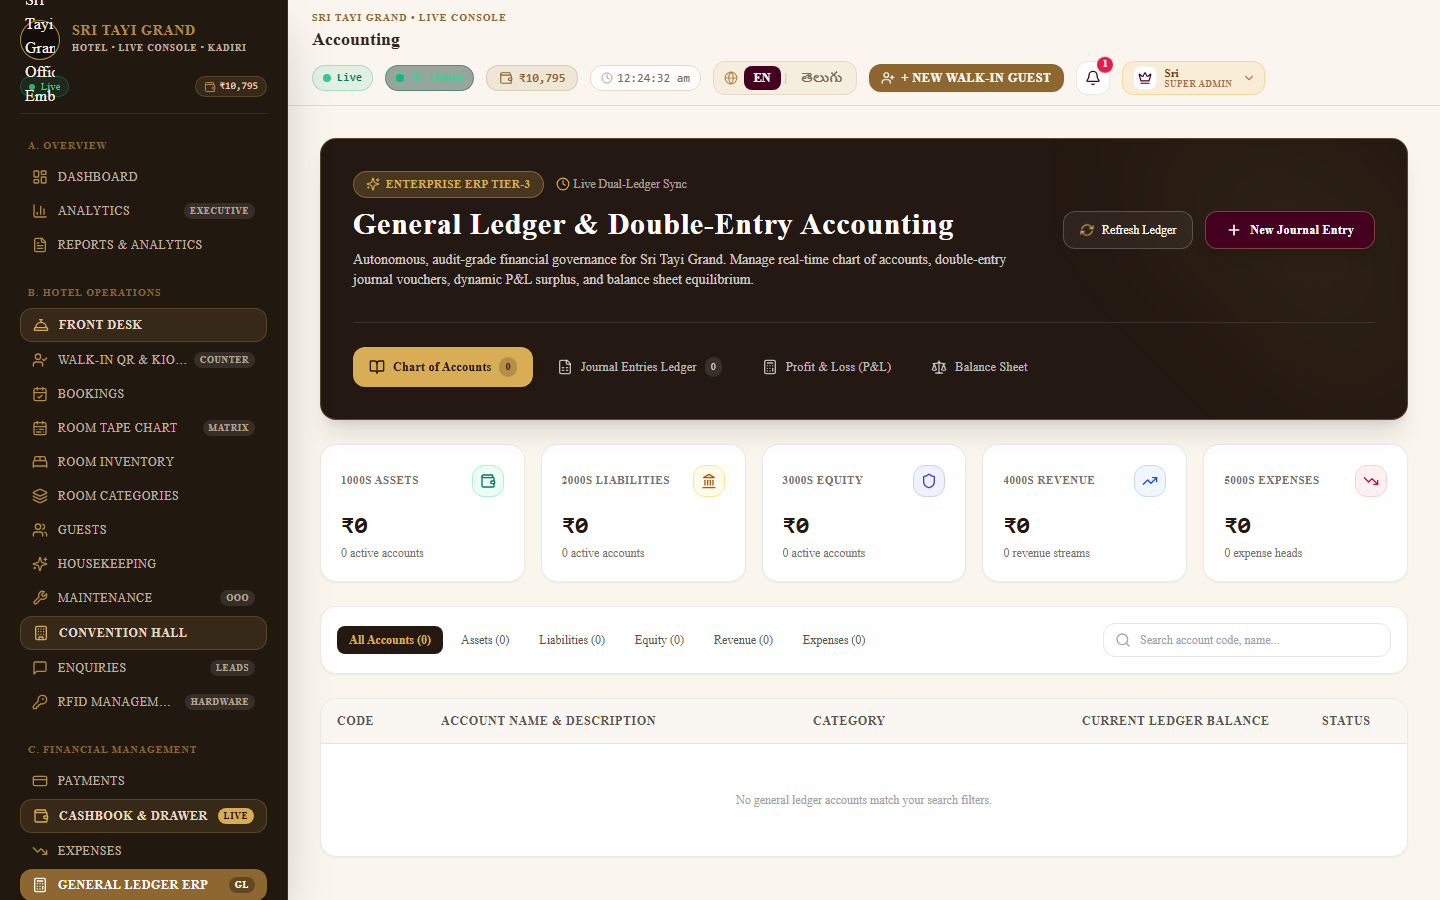 Sri
Tayi
Gran
Offic
Emb
SRI TAYI GRAND
HOTEL • LIVE CONSOLE • KADIRI
Live
₹10,795
A. OVERVIEW
DASHBOARD
ANALYTICS
EXECUTIVE
REPORTS & ANALYTICS
B. HOTEL OPERATIONS
FRONT DESK
WALK-IN QR & KIO...
COUNTER
BOOKINGS
ROOM TAPE CHART
MATRIX
ROOM INVENTORY
ROOM CATEGORIES
GUESTS
HOUSEKEEPING
MAINTENANCE
OOO
CONVENTION HALL
ENQUIRIES
LEADS
RFID MANAGEM...
HARDWARE
C. FINANCIAL MANAGEMENT
PAYMENTS
CASHBOOK & DRAWER
LIVE
EXPENSES
GENERAL LEDGER ERP
GL
SRI TAYI GRAND • LIVE CONSOLE
Accounting
Live
₹10,795
12:24:32 am
EN
తెలుగు
+ NEW WALK-IN GUEST
1
Sri
SUPER ADMIN
ENTERPRISE ERP TIER-3
Live Dual-Ledger Sync
General Ledger & Double-Entry Accounting
Autonomous, audit-grade financial governance for Sri Tayi Grand. Manage real-time chart of accounts, double-entry
journal vouchers, dynamic P&L surplus, and balance sheet equilibrium.
Refresh Ledger
New Journal Entry
Chart of Accounts 0
Journal Entries Ledger 0
Profit & Loss (P&L)
Balance Sheet
1000S ASSETS
₹0
0 active accounts
2000S LIABILITIES
₹0
0 active accounts
3000S EQUITY
₹0
0 active accounts
4000S REVENUE
₹0
0 revenue streams
5000S EXPENSES
₹0
0 expense heads
All Accounts (0)
Assets (0)
Liabilities (0)
Equity (0)
Revenue (0)
Expenses (0)
Search account code, name...
CODE
ACCOUNT NAME & DESCRIPTION
CATEGORY
CURRENT LEDGER BALANCE
STATUS
No general ledger accounts match your search filters.